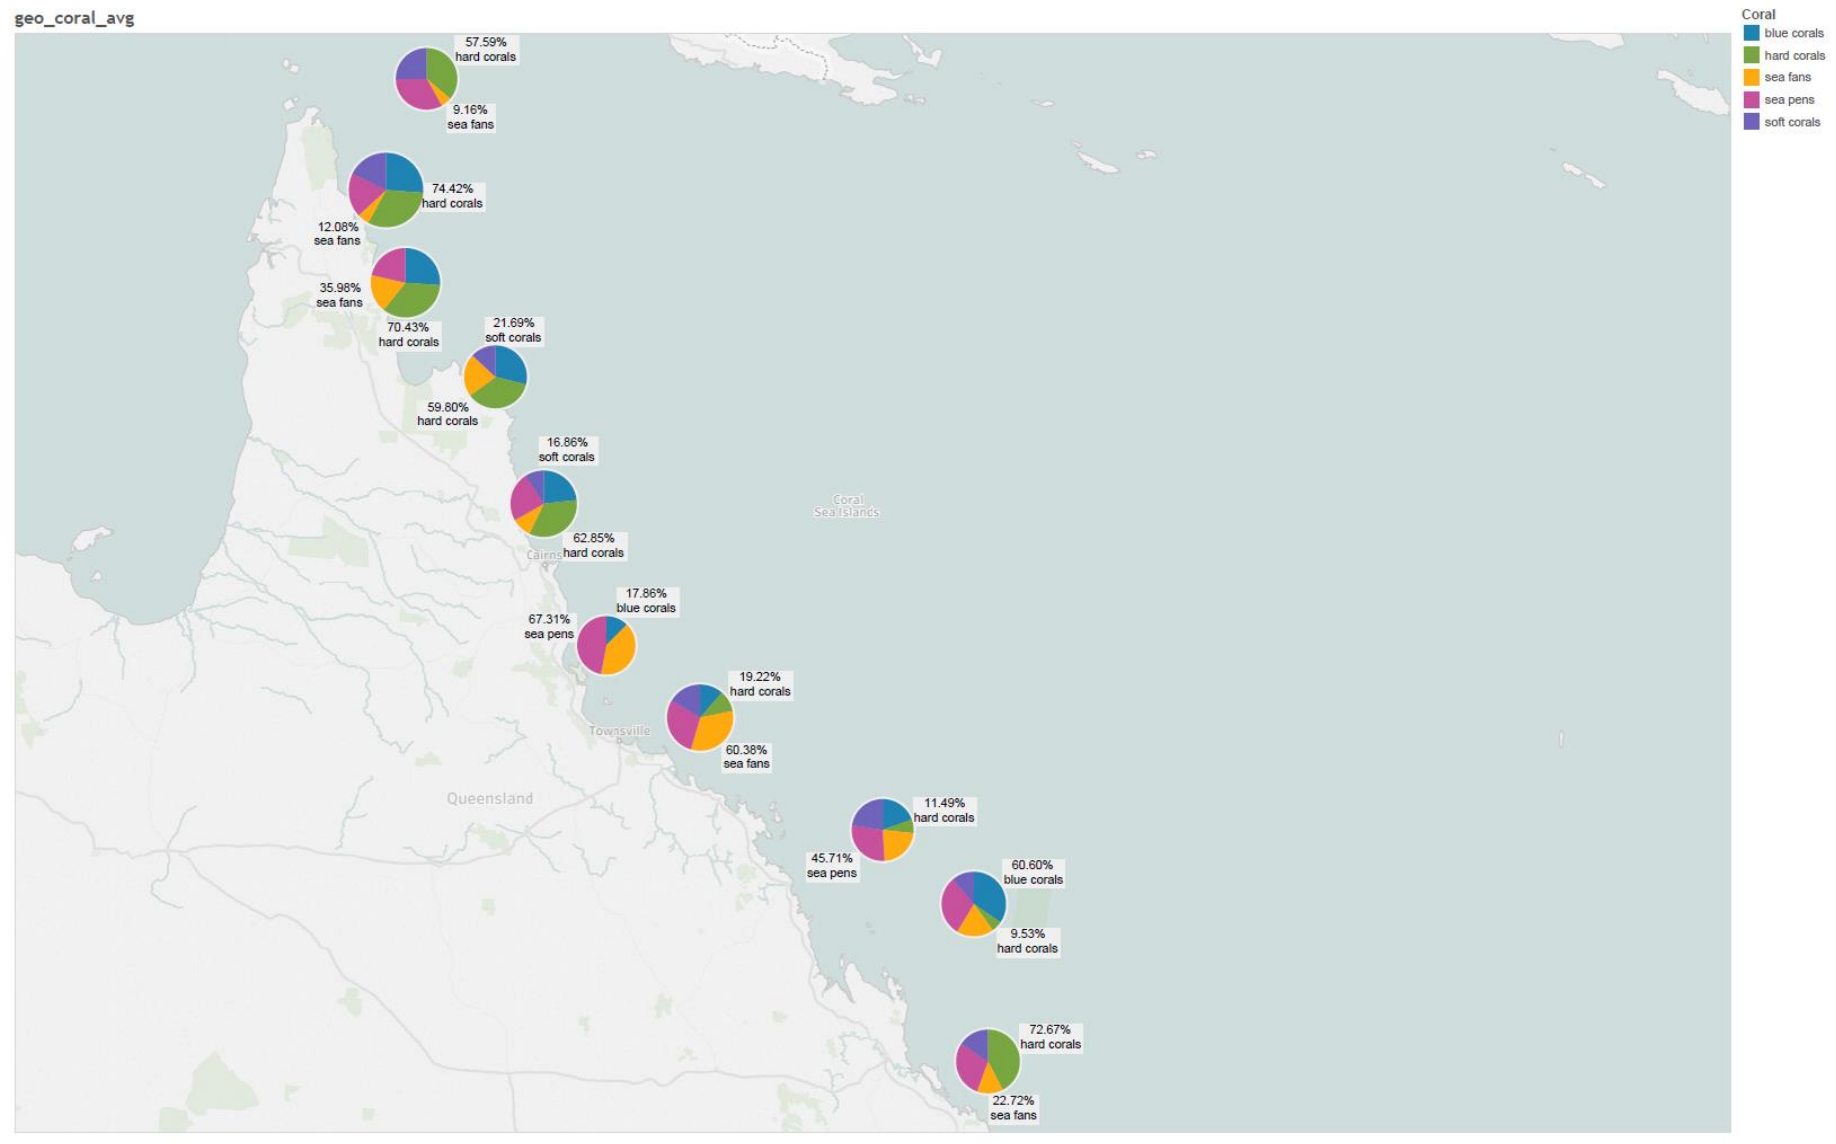 geo_coral_avg
Coral
blue corals
hard corals
sea fans
sea pens
soft corals
57.59%
hard corals
9.16%
sea fans
74.42%
hard corals
12.08%
sea fans
35.98%
sea fans
70.43%
hard corals
21.69%
soft corals
59.80%
hard corals
16.86%
soft corals
Coral
Sea Islands
62.85%
hard corals
Cairns
17.86%
blue corals
67.31%
sea pens
19.22%
hard corals
Townsville
60.38%
sea fans
Queensland
11.49%
hard corals
45.71%
sea pens
60.60%
blue corals
9.53%
hard corals
72.67%
hard corals
22.72%
sea fans